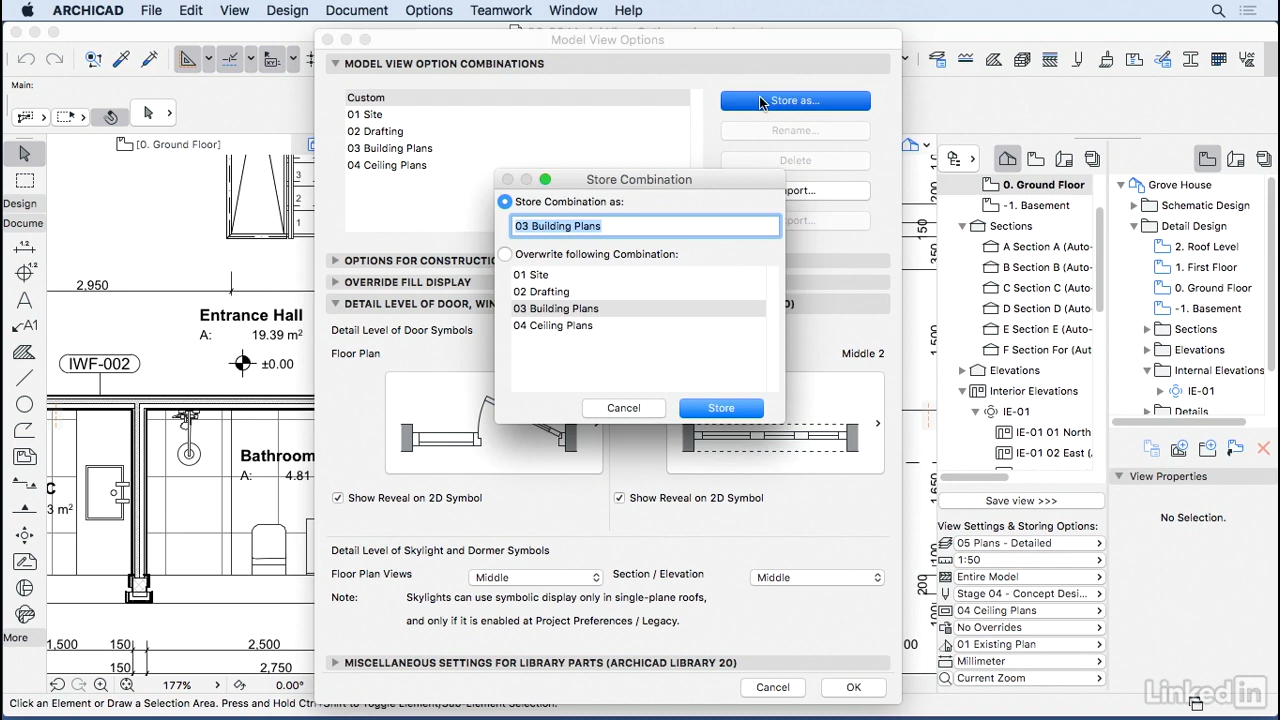 ARCHICAD File Edit View Design Document Options Teamwork Window Help
Model View Options
MODEL VIEW OPTION COMBINATIONS
Custom
01 Site
02 Drafting
03 Building Plans
04 Ceiling Plans
Store as...
Rename...
Delete
Store Combination
Store Combination as:
03 Building Plans
Overwrite following Combination:
01 Site
02 Drafting
03 Building Plans
04 Ceiling Plans
Cancel
Store
OVERRIDE FILL DISPLAY
Detail Level of Door Symbols
Floor Plan
Middle 2
Show Reveal on 2D Symbol
Show Reveal on 2D Symbol
Detail Level of Skylight and Dormer Symbols
Floor Plan Views
Middle
Section / Elevation
Middle
Note:
Skylights can use symbolic display only in single-plane roofs,
and only if it is enabled at Project Preferences / Legacy.
MISCELLANEOUS SETTINGS FOR LIBRARY PARTS (ARCHICAD LIBRARY 20)
Cancel
OK
Main:
[0. Ground Floor]
Design
Docume
More
3
2
1
2,950
Entrance Hall
A: 19.39 m²
IWF-002
±0.00
Bathroom
A: 4.81
C
3 m²
1,500
150
2,500
150
2,750
177%
0.00°
Click an Element or Draw a Selection Area. Press and Hold Ctrl+Shift to Toggle Element/Sub-Element Selection.
0. Ground Floor
-1. Basement
Sections
A Section A (Auto-
B Section B (Auto-
C Section C (Auto-
D Section D (Auto-
E Section E (Auto-
F Section For (Aut
Elevations
Interior Elevations
IE-01
IE-01 01 North
IE-01 02 East (
Save view >>>
View Settings & Storing Options:
05 Plans - Detailed
1:50
Entire Model
Stage 04 - Concept Desi...
04 Ceiling Plans
No Overrides
01 Existing Plan
Millimeter
Current Zoom
Grove House
Schematic Design
Detail Design
2. Roof Level
1. First Floor
0. Ground Floor
-1. Basement
Sections
Elevations
Internal Elevations
IE-01
Details
View Properties
No Selection.
LinkedIn